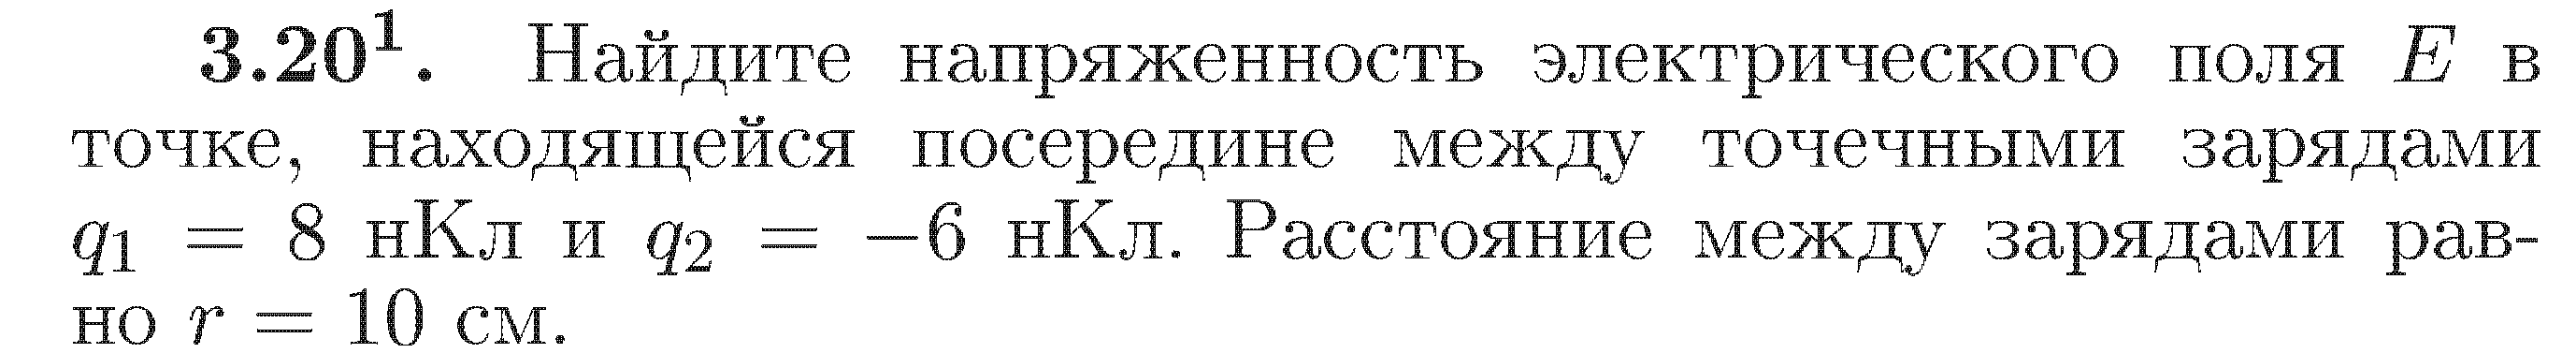 3.20¹. Найдите напряженность электрического поля E в
точке, находящейся посередине между точечными зарядами
q₁ = 8 нКл и q₂ = −6 нКл. Расстояние между зарядами рав-
но r = 10 см.